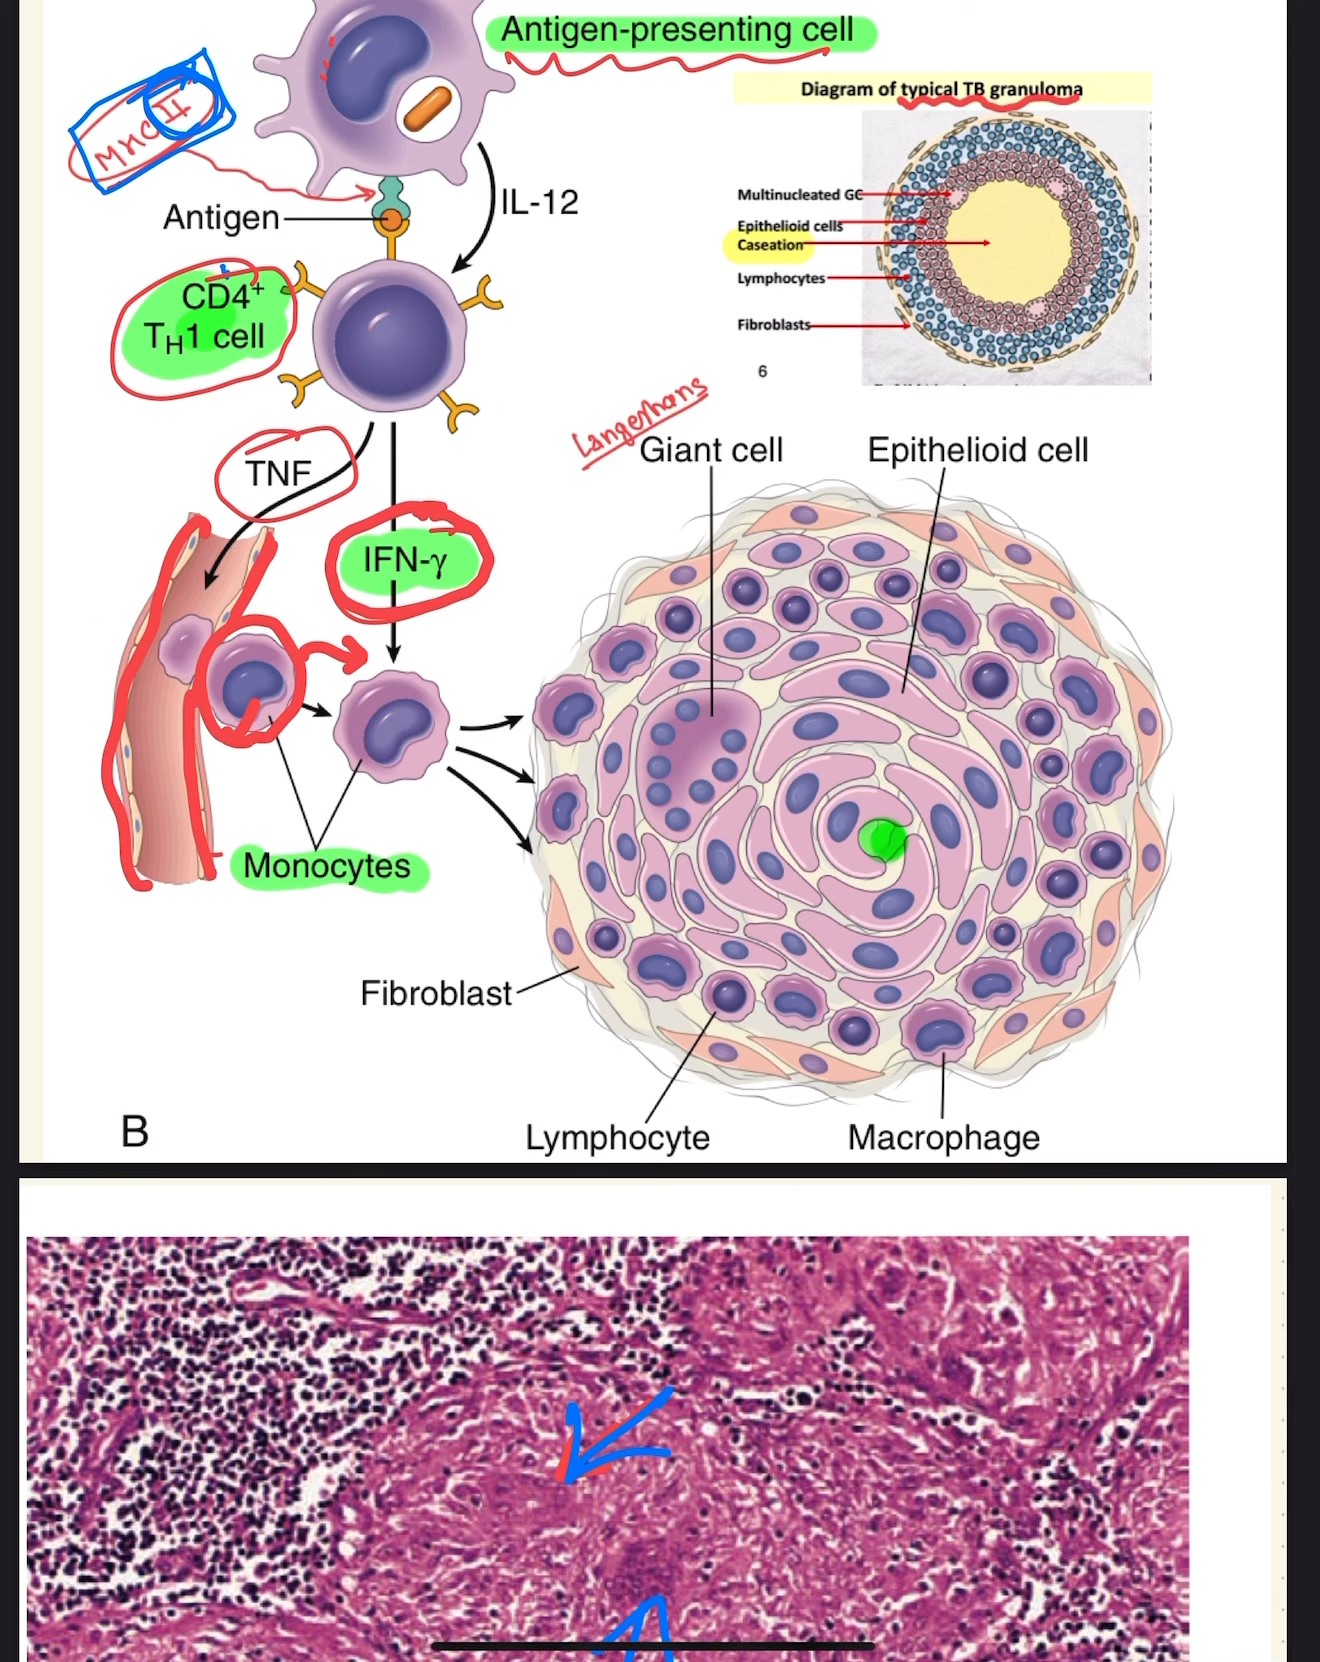 Antigen-presenting cell
MHC II
Diagram of typical TB granuloma
IL-12
Antigen
Multinucleated GC
Epithelioid cells
Caseation
Lymphocytes
Fibroblasts
6
CD4+
TH1 cell
TNF
IFN-γ
Langerhans
Giant cell
Epithelioid cell
Monocytes
Fibroblast
Lymphocyte
Macrophage
B